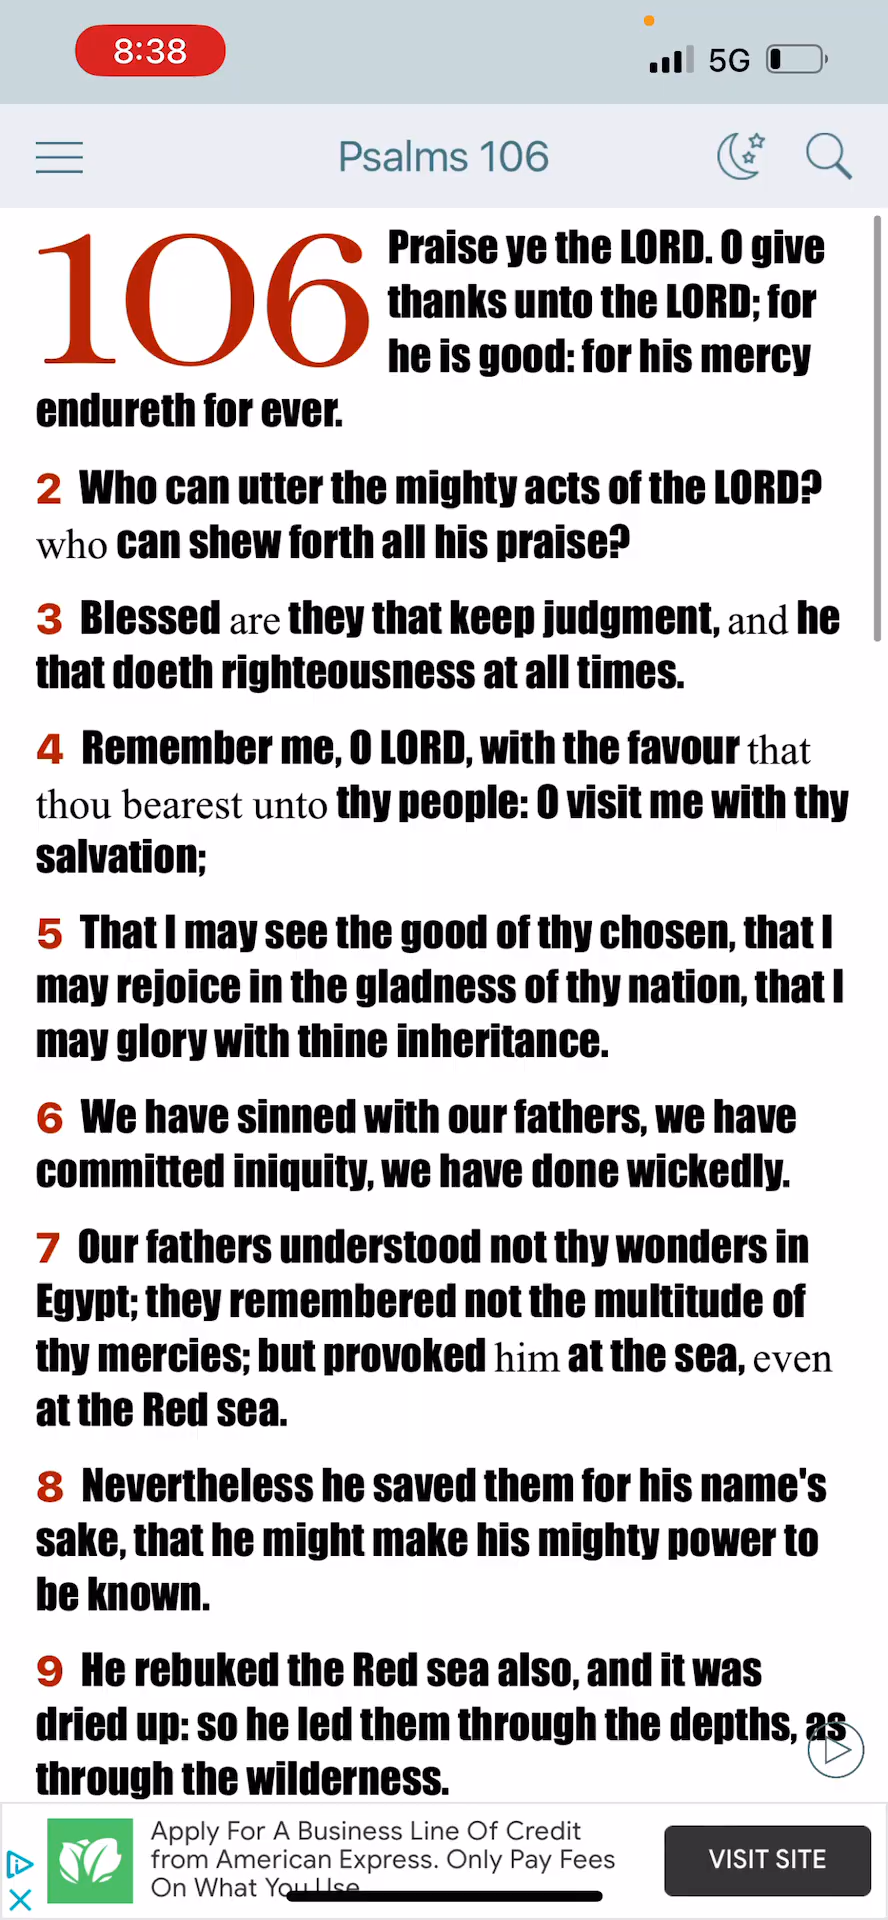 8:38
5G
Psalms 106
106 Praise ye the LORD. O give
thanks unto the LORD; for
he is good: for his mercy
endureth for ever.
2 Who can utter the mighty acts of the LORD?
who can shew forth all his praise?
3 Blessed are they that keep judgment, and he
that doeth righteousness at all times.
4 Remember me, O LORD, with the favour that
thou bearest unto thy people: O visit me with thy
salvation;
5 That I may see the good of thy chosen, that I
may rejoice in the gladness of thy nation, that I
may glory with thine inheritance.
6 We have sinned with our fathers, we have
committed iniquity, we have done wickedly.
7 Our fathers understood not thy wonders in
Egypt; they remembered not the multitude of
thy mercies; but provoked him at the sea, even
at the Red sea.
8 Nevertheless he saved them for his name's
sake, that he might make his mighty power to
be known.
9 He rebuked the Red sea also, and it was
dried up: so he led them through the depths, as
through the wilderness.
Apply For A Business Line Of Credit
from American Express. Only Pay Fees
On What You Use
VISIT SITE